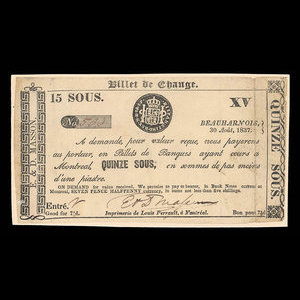 Billet de Change.
15 SOUS.
XV
BEAUHARNOIS,
30 Août, 1837.
No.
A demande, pour valeur reçue, nous payerons
au porteur, en Billets de Banques ayant cours à
Montreal, QUINZE SOUS, en sommes de pas moins
d'une piastre.
ON DEMAND for value received, We promise to pay to bearer, in Bank Notes current at
Montreal, SEVEN PENCE HALFPENNY currency, in sums not less than five shillings.
Entré.
Good for 7½d.
Imprimerie de Louis Perrault, à Montréal.
Bon pour 7½d
MASON.
QUINZE SOUS.